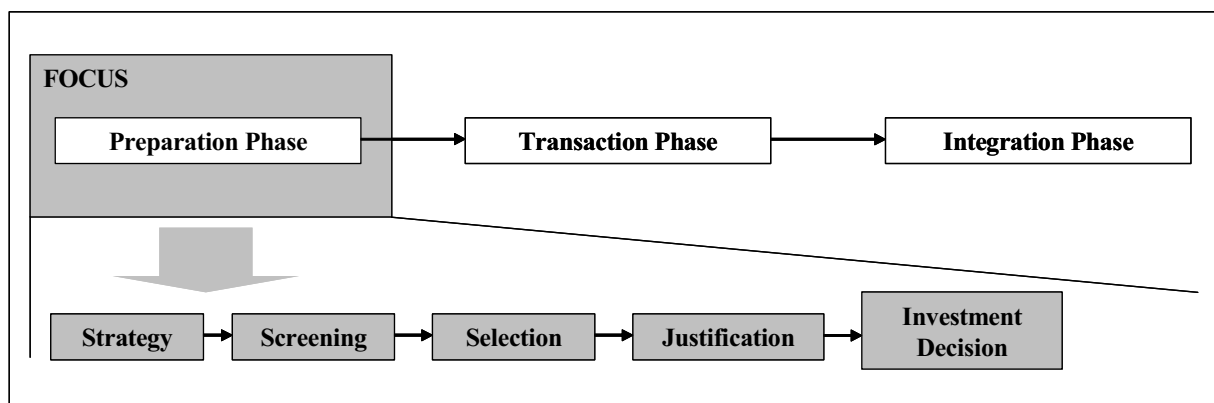 FOCUS
Preparation Phase
Transaction Phase
Integration Phase
Strategy
Screening
Selection
Justification
Investment
Decision